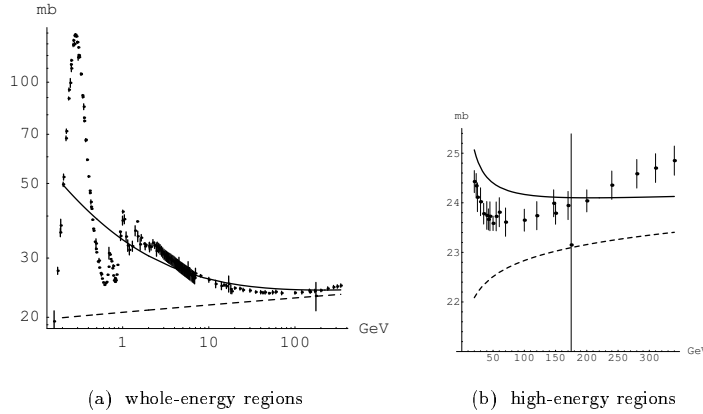 mb
100
70
50
30
20
1 10 100 GeV
(a) whole-energy regions
mb
25
24
23
22
50 100 150 200 250 300 GeV
(b) high-energy regions